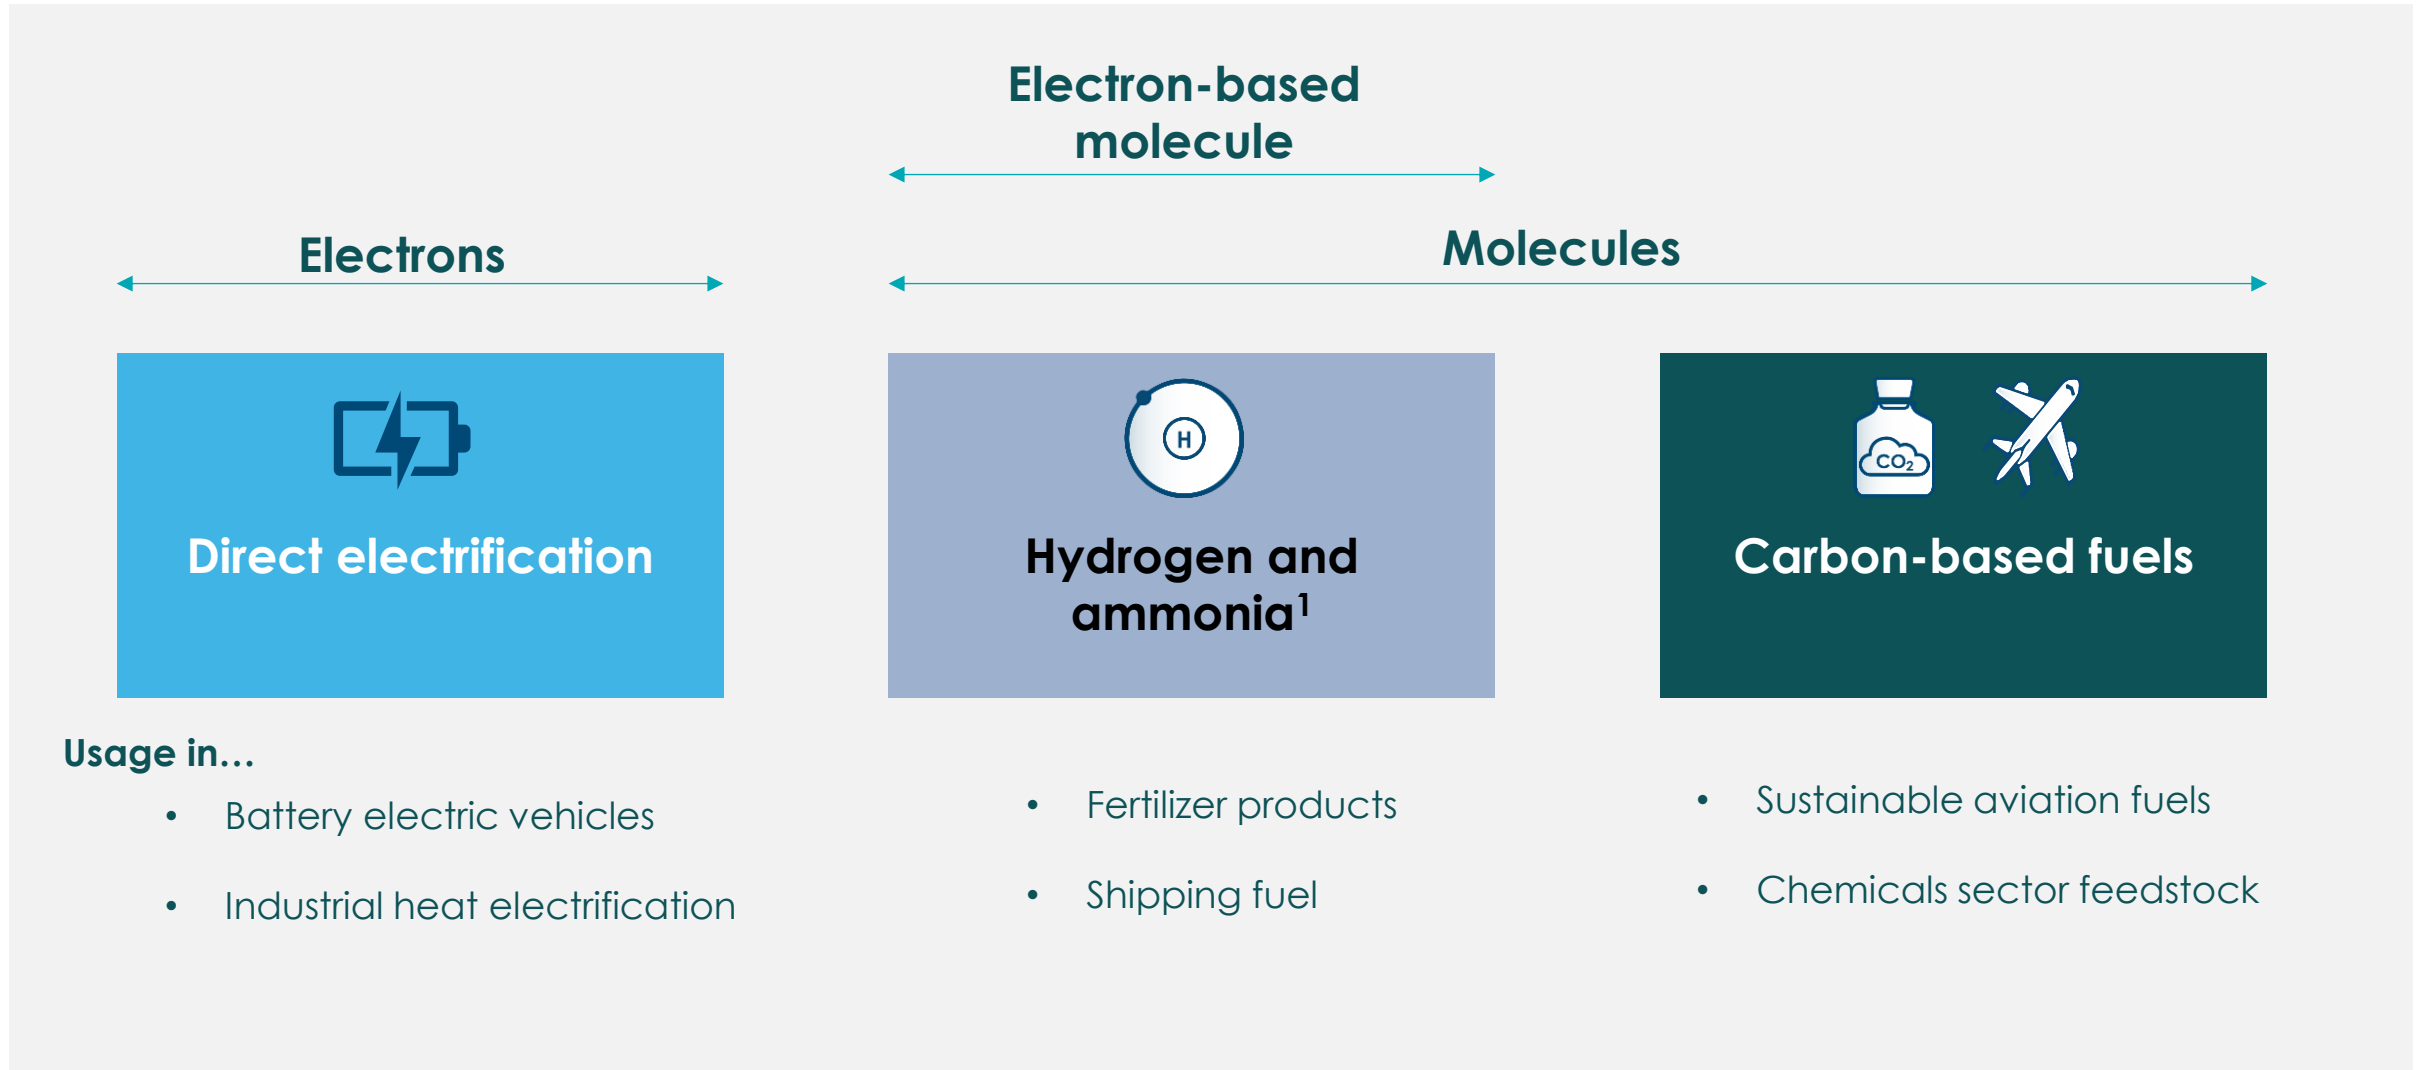 Electron-based
molecule
Electrons
Molecules
H
CO₂
Direct electrification
Hydrogen and
ammonia¹
Carbon-based fuels
Usage in…
• Battery electric vehicles
• Industrial heat electrification
• Fertilizer products
• Shipping fuel
• Sustainable aviation fuels
• Chemicals sector feedstock